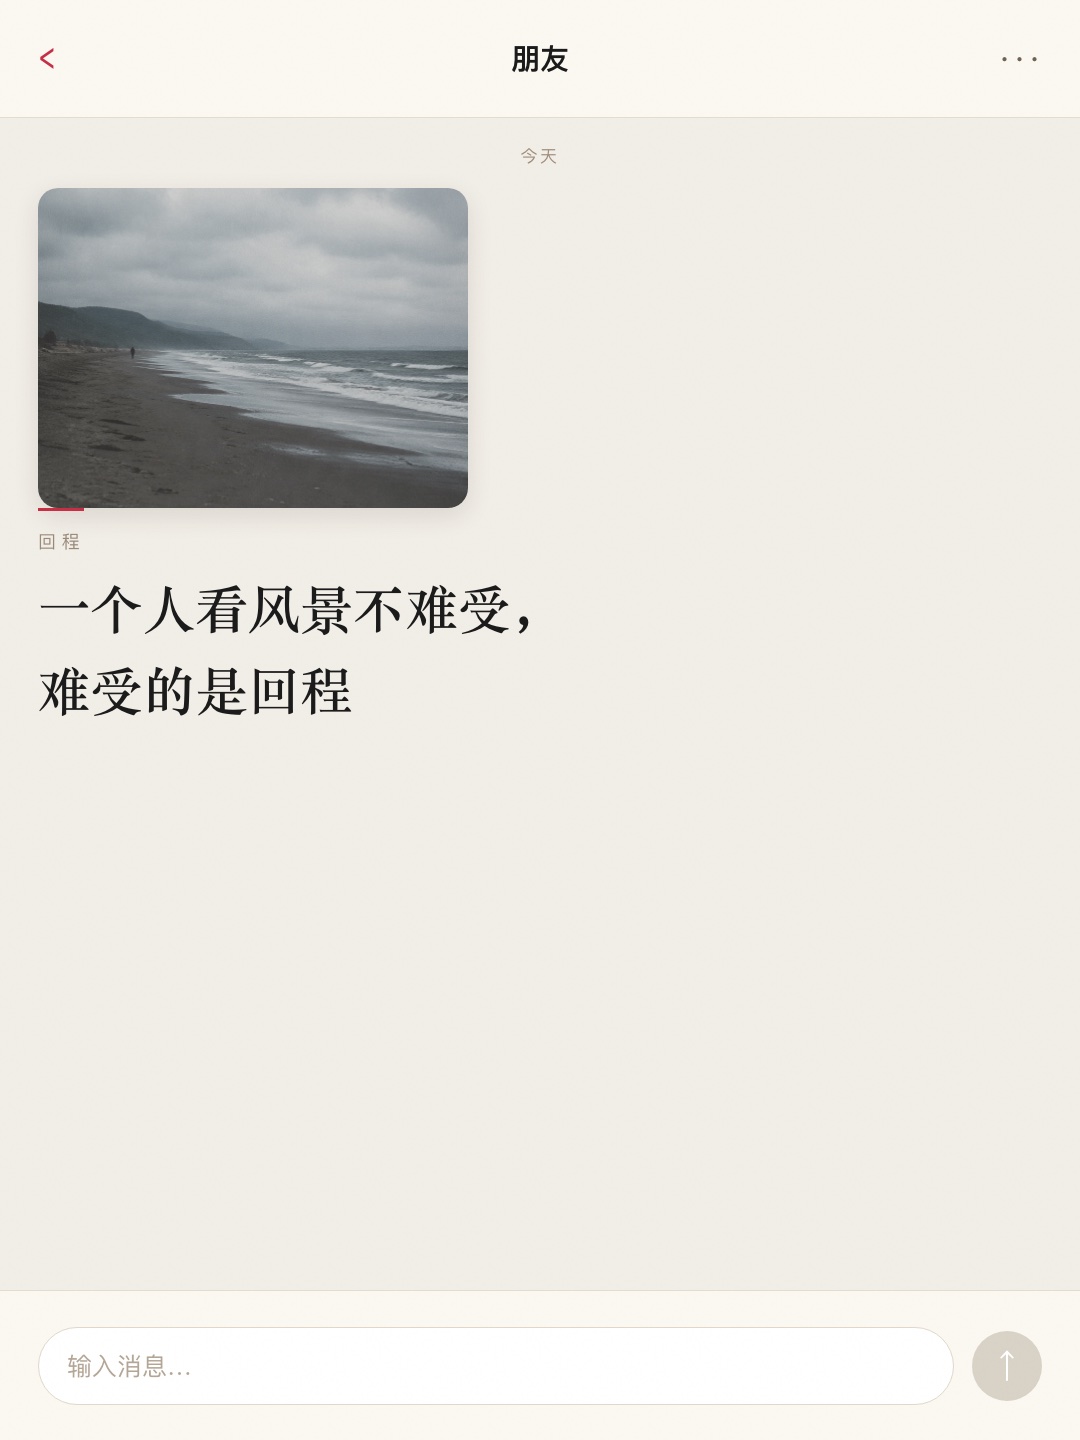 <
朋友
···
今天
回程
一个人看风景不难受，
难受的是回程
输入消息...
↑